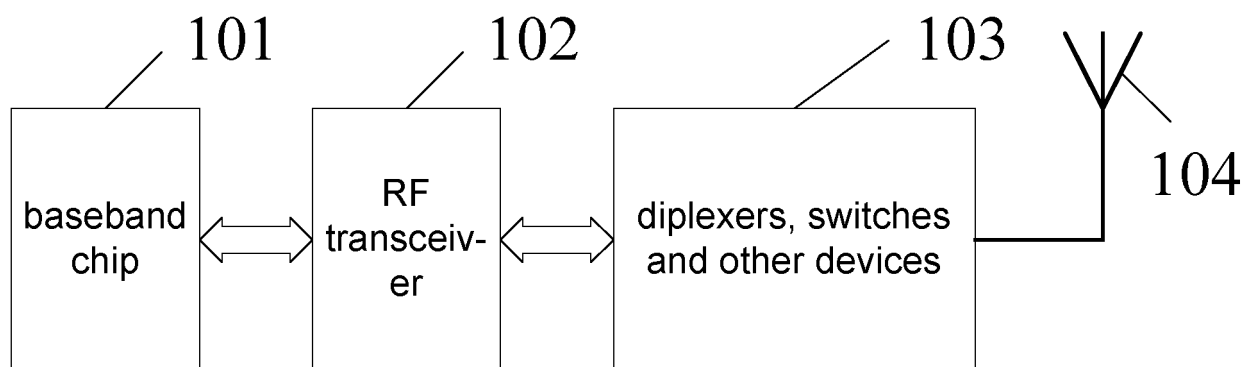 101
102
103
104
baseband
chip
RF
transceiv-
er
diplexers, switches
and other devices